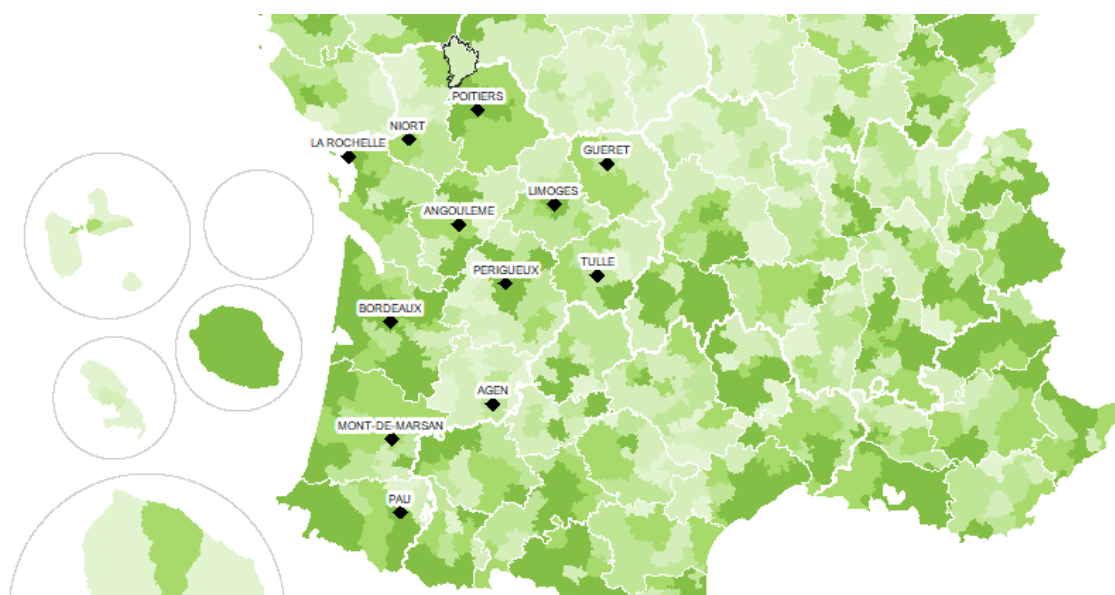 POITIERS
NIORT
LA ROCHELLE
GUERET
LIMOGES
ANGOULEME
PERIGUEUX
TULLE
BORDEAUX
AGEN
MONT-DE-MARSAN
PAU